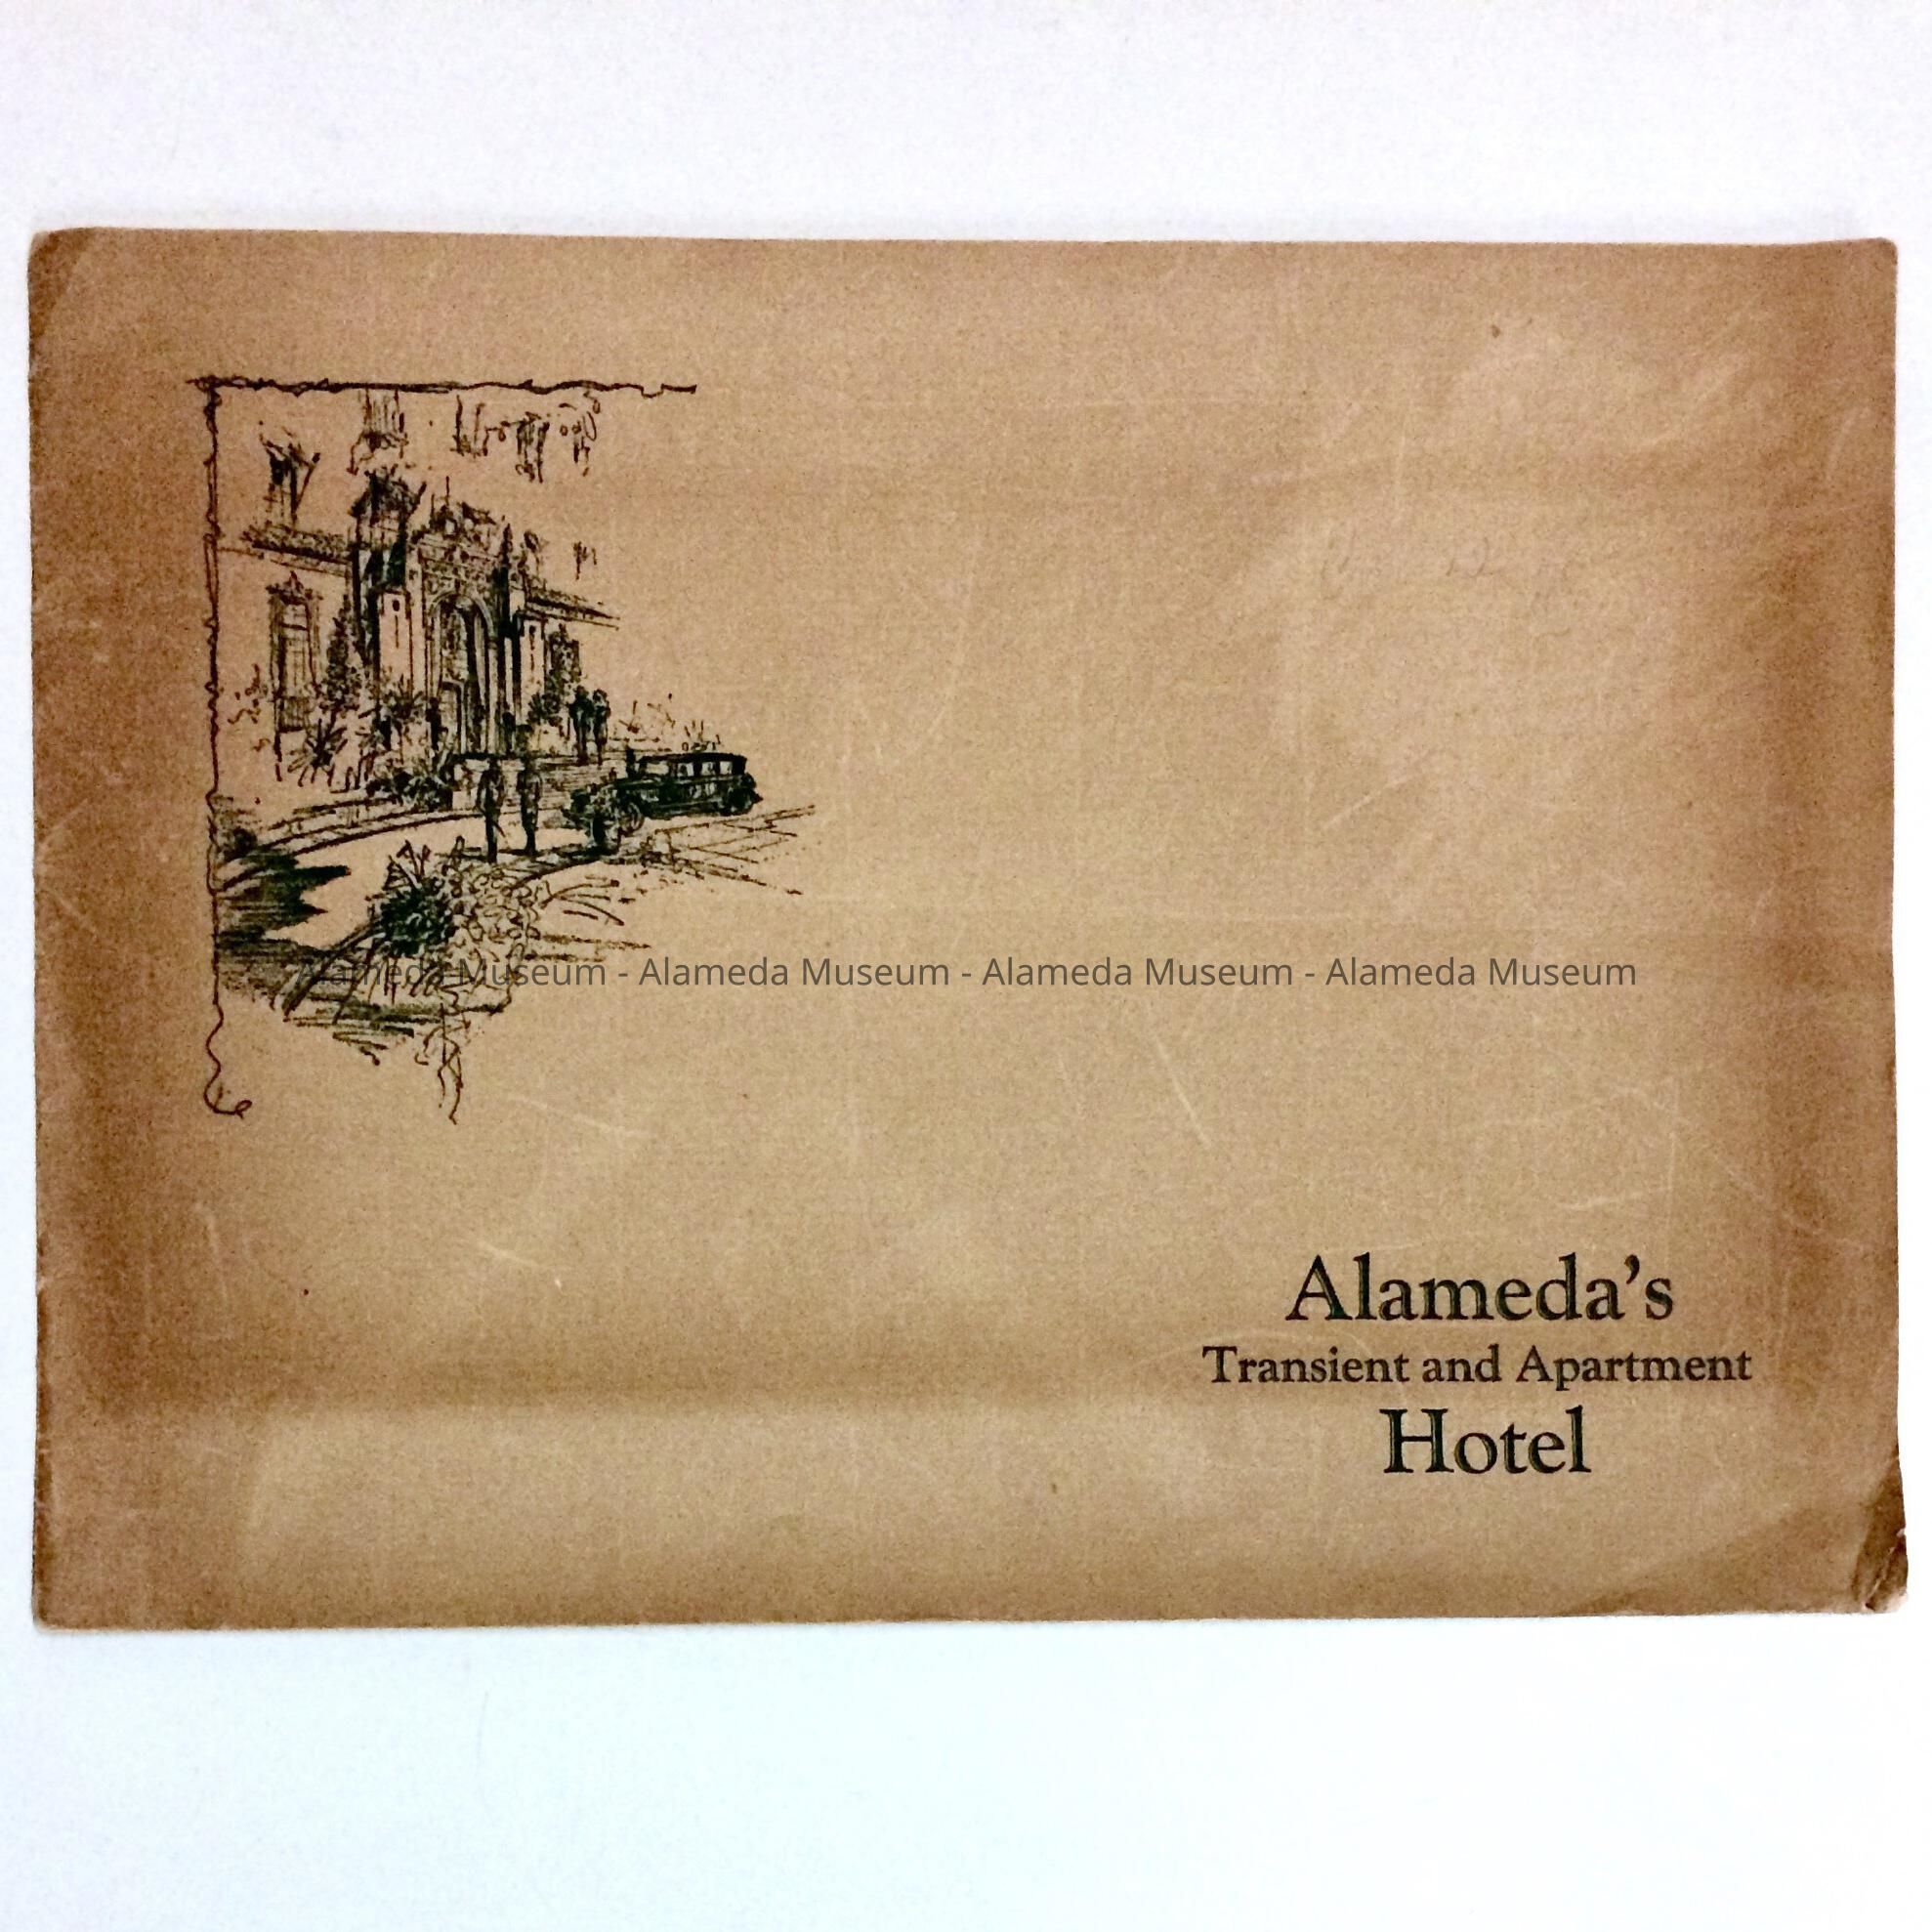 Alameda Museum - Alameda Museum - Alameda Museum - Alameda Museum
Alameda's
Transient and Apartment
Hotel